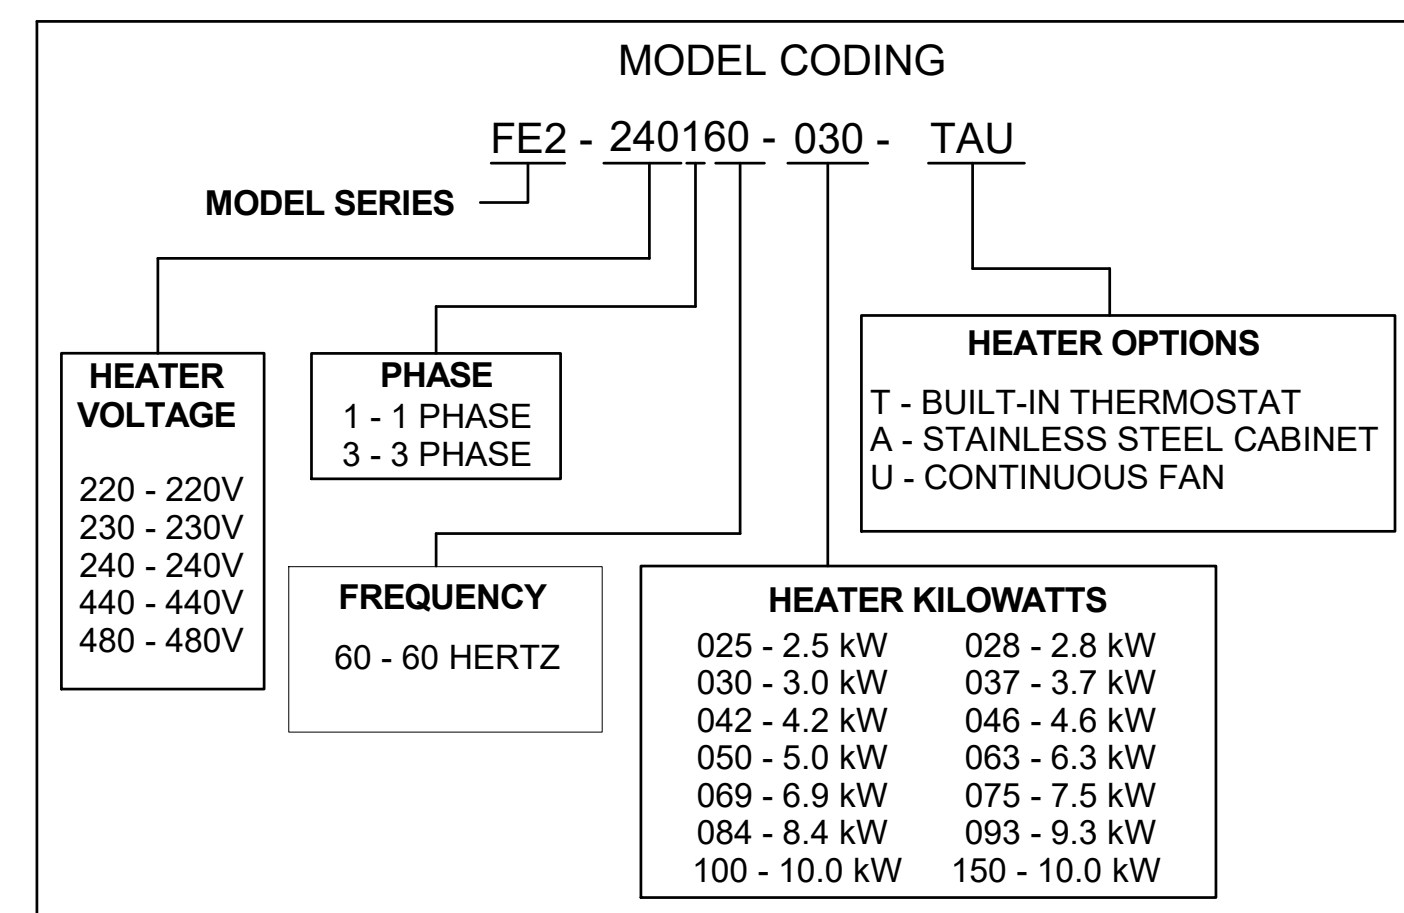 MODEL CODING
FE2 - 240160 - 030 - TAU
MODEL SERIES
HEATER
VOLTAGE
220 - 220V
230 - 230V
240 - 240V
440 - 440V
480 - 480V
PHASE
1 - 1 PHASE
3 - 3 PHASE
FREQUENCY
60 - 60 HERTZ
HEATER OPTIONS
T - BUILT-IN THERMOSTAT
A - STAINLESS STEEL CABINET
U - CONTINUOUS FAN
HEATER KILOWATTS
025 - 2.5 kW 028 - 2.8 kW
030 - 3.0 kW 037 - 3.7 kW
042 - 4.2 kW 046 - 4.6 kW
050 - 5.0 kW 063 - 6.3 kW
069 - 6.9 kW 075 - 7.5 kW
084 - 8.4 kW 093 - 9.3 kW
100 - 10.0 kW 150 - 10.0 kW